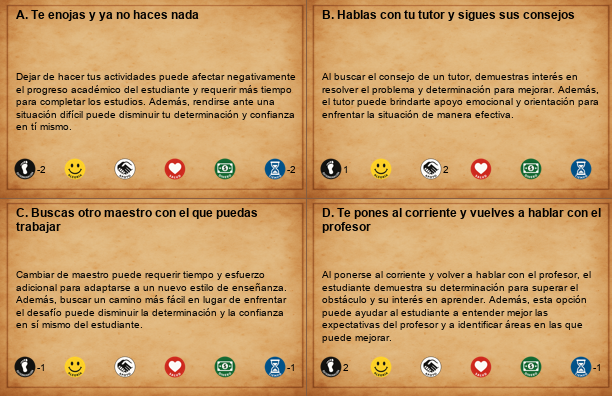 A. Te enojas y ya no haces nada
Dejar de hacer tus actividades puede afectar negativamente
el progreso académico del estudiante y requerir más tiempo
para completar los estudios. Además, rendirse ante una
situación difícil puede disminuir tu determinación y confianza
en tí mismo.
-2 -2
B. Hablas con tu tutor y sigues sus consejos
Al buscar el consejo de un tutor, demuestras interés en
resolver el problema y determinación para mejorar. Además,
el tutor puede brindarte apoyo emocional y orientación para
enfrentar la situación de manera efectiva.
1 2
C. Buscas otro maestro con el que puedas
trabajar
Cambiar de maestro puede requerir tiempo y esfuerzo
adicional para adaptarse a un nuevo estilo de enseñanza.
Además, buscar un camino más fácil en lugar de enfrentar
el desafío puede disminuir la determinación y la confianza
en sí mismo del estudiante.
-1 -1
D. Te pones al corriente y vuelves a hablar con el
profesor
Al ponerse al corriente y volver a hablar con el profesor, el
estudiante demuestra su determinación para superar el
obstáculo y su interés en aprender. Además, esta opción
puede ayudar al estudiante a entender mejor las
expectativas del profesor y a identificar áreas en las que
puede mejorar.
2 -1